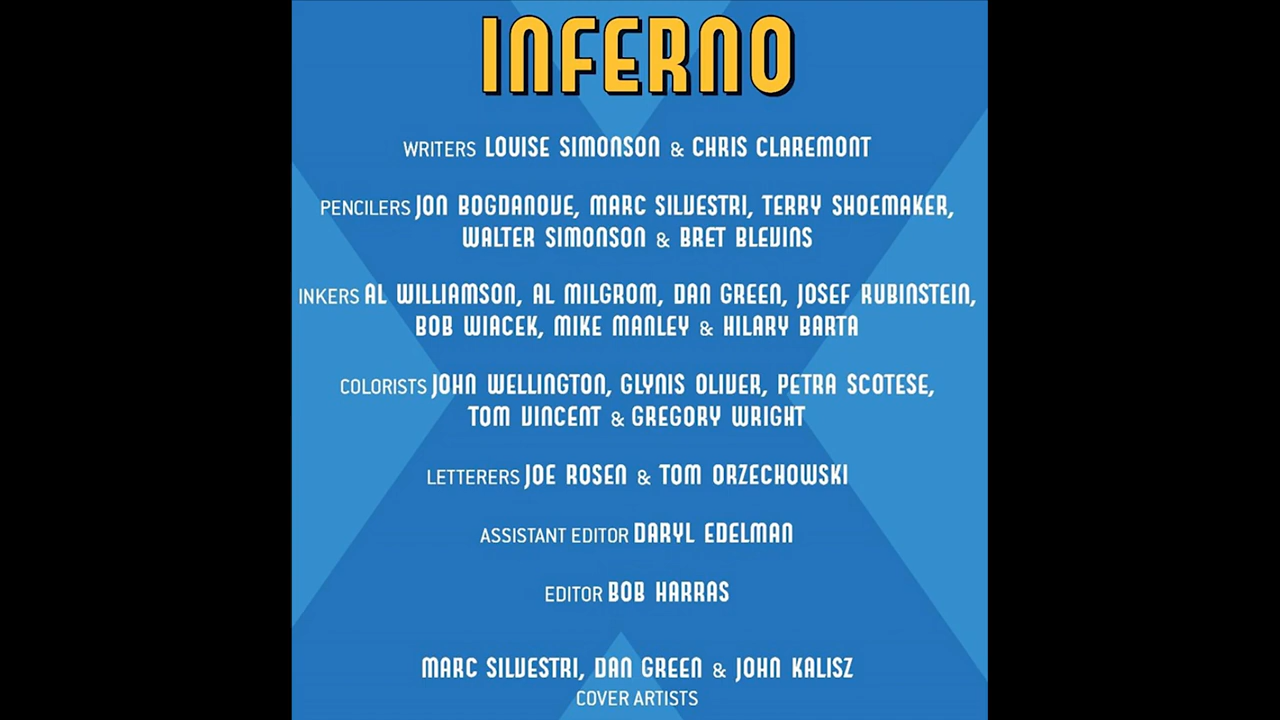 INFERNO
WRITERS LOUISE SIMONSON & CHRIS CLAREMONT
PENCILERS JON BOGDANOVE, MARC SILVESTRI, TERRY SHOEMAKER,
WALTER SIMONSON & BRET BLEVINS
INKERS AL WILLIAMSON, AL MILGROM, DAN GREEN, JOSEF RUBINSTEIN,
BOB WIACEK, MIKE MANLEY & HILARY BARTA
COLORISTS JOHN WELLINGTON, GLYNIS OLIVER, PETRA SCOTESE,
TOM VINCENT & GREGORY WRIGHT
LETTERERS JOE ROSEN & TOM ORZECHOWSKI
ASSISTANT EDITOR DARYL EDELMAN
EDITOR BOB HARRAS
MARC SILVESTRI, DAN GREEN & JOHN KALISZ
COVER ARTISTS